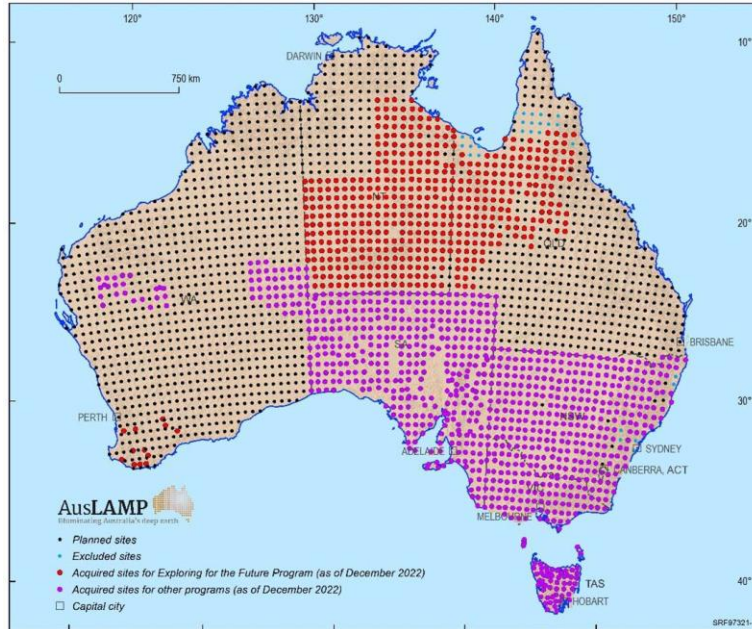 120°
130°
140°
150°
10°
DARWIN
0
750 km
NT
20°
QLD
WA
SA
BRISBANE
30°
NSW
PERTH
ADELAIDE
SYDNEY
CANBERRA, ACT
VIC
MELBOURNE
AusLAMP
Illuminating Australia's deep earth
Planned sites
Excluded sites
Acquired sites for Exploring for the Future Program (as of December 2022)
Acquired sites for other programs (as of December 2022)
Capital city
TAS
40°
HOBART